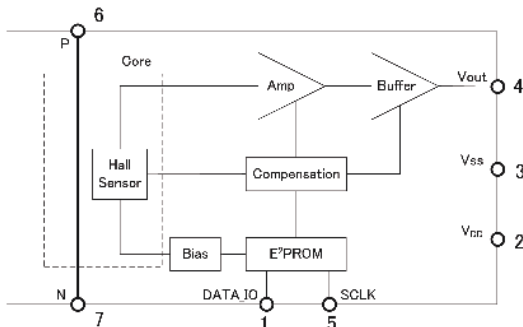 6
P
Core
Amp
Buffer
Vout
4
Hall
Sensor
Compensation
Vss
3
VDD
2
Bias
E²PROM
N
DATA_IO
SCLK
7
1
5